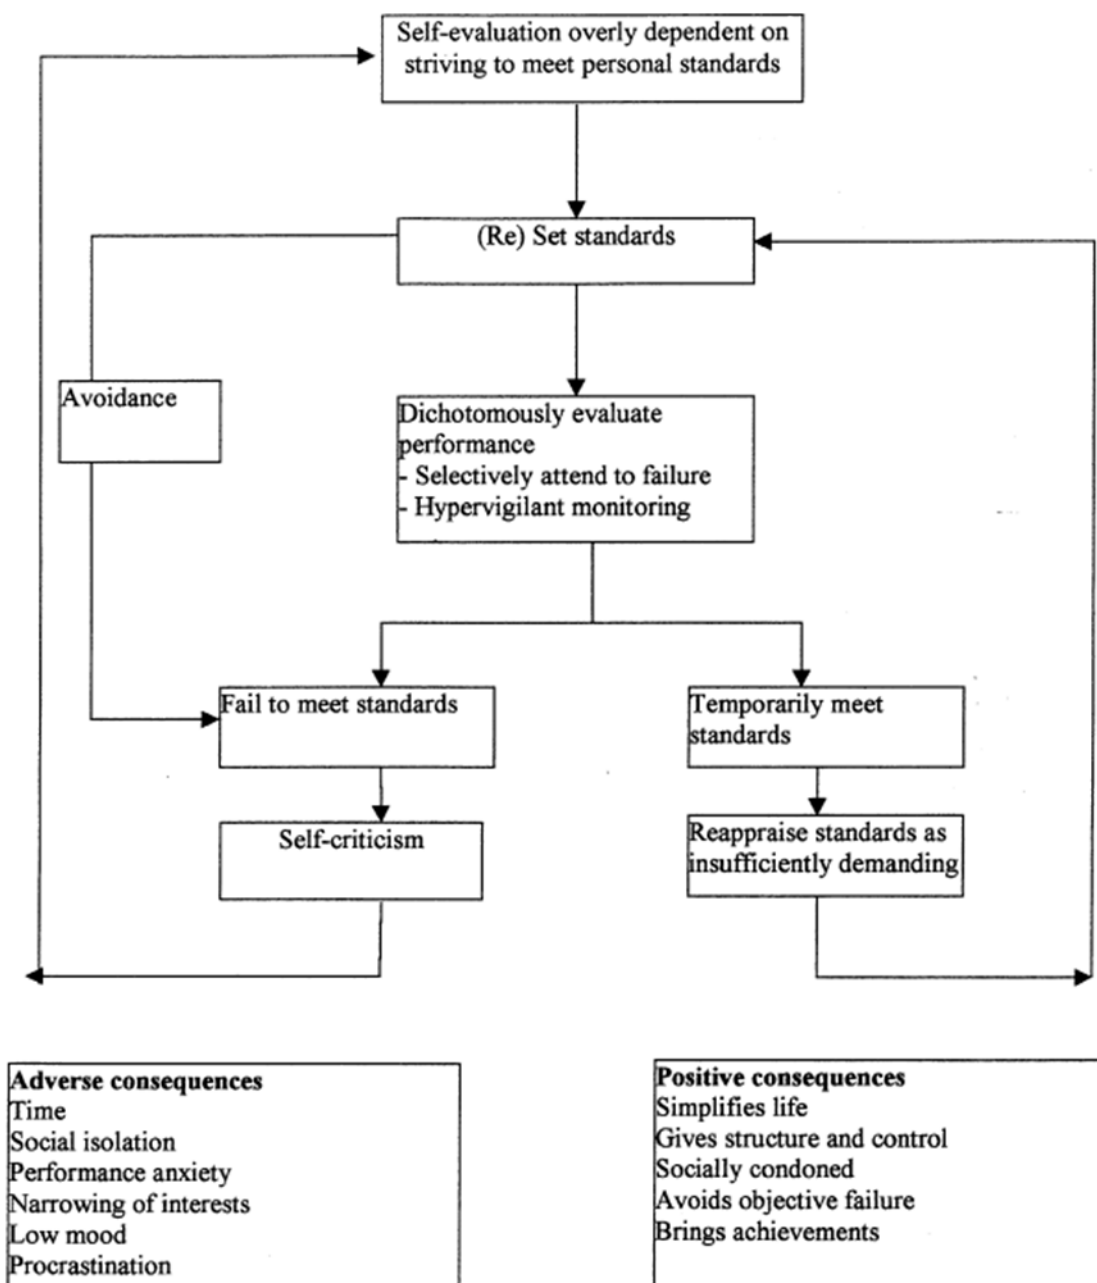 Self-evaluation overly dependent on
striving to meet personal standards
(Re) Set standards
Avoidance
Dichotomously evaluate
performance
- Selectively attend to failure
- Hypervigilant monitoring
Fail to meet standards
Temporarily meet
standards
Self-criticism
Reappraise standards as
insufficiently demanding
Adverse consequences
Time
Social isolation
Performance anxiety
Narrowing of interests
Low mood
Procrastination
Positive consequences
Simplifies life
Gives structure and control
Socially condoned
Avoids objective failure
Brings achievements